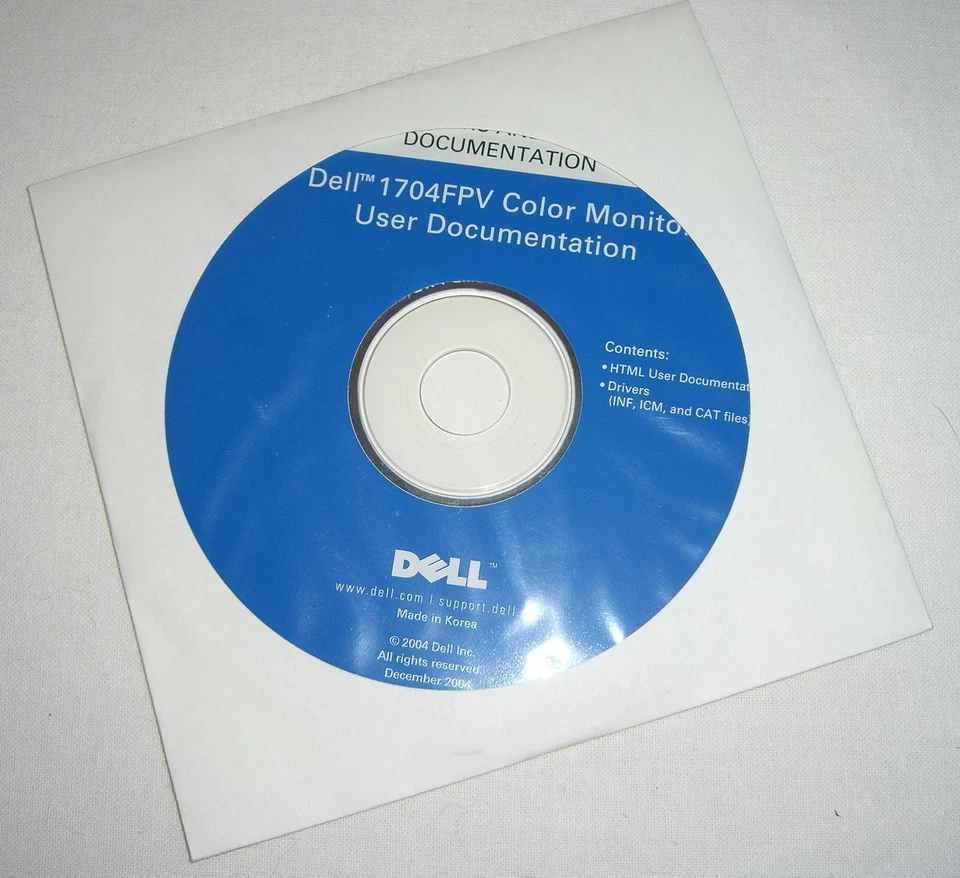 DOCUMENTATION
Dell™ 1704FPV Color Monito
User Documentation
Contents:
• HTML User Documentat
• Drivers
(INF, ICM, and CAT files)
DELL™
www.dell.com | support.dell
Made in Korea
© 2004 Dell Inc.
All rights reserved.
December 2004